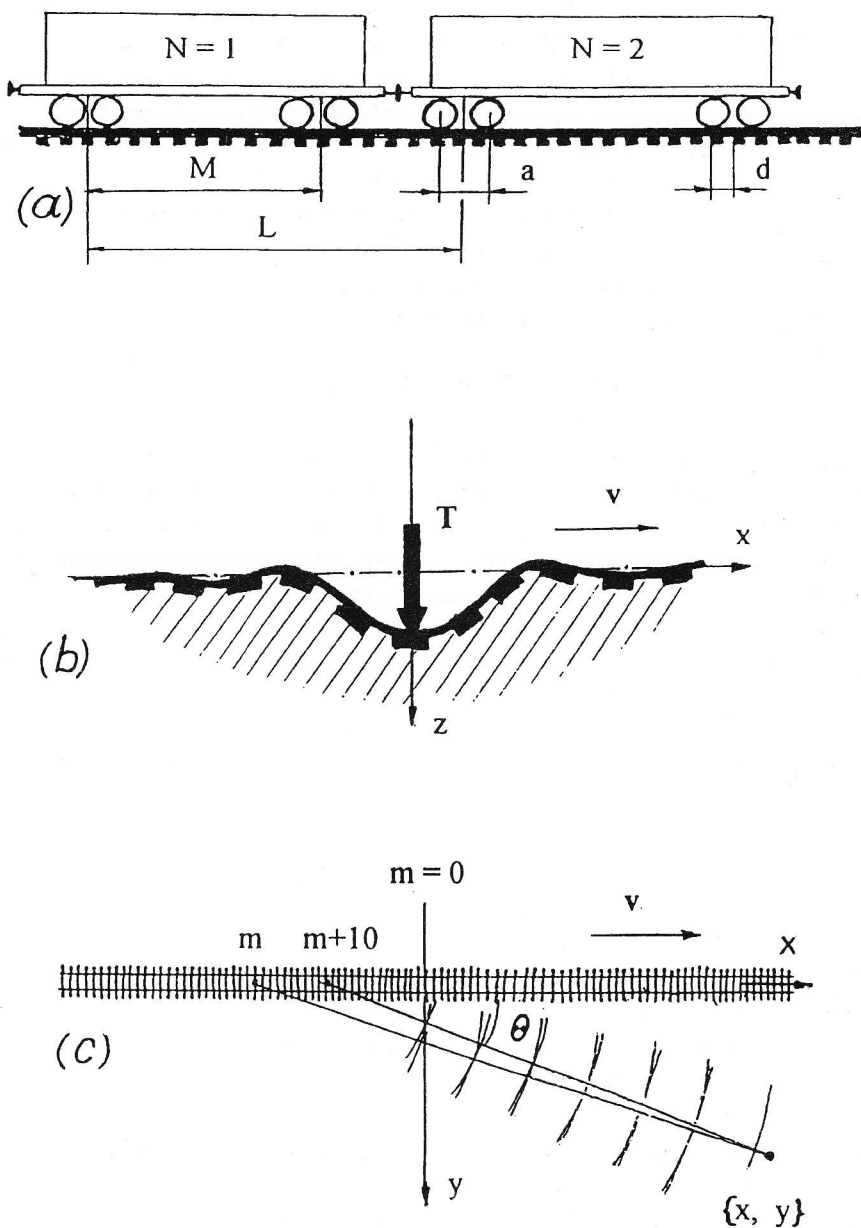 N = 1 N = 2
M a d
(a)
L
v
T x
(b)
z
m = 0
m m+10 v x
(c) Θ
y
{x, y}